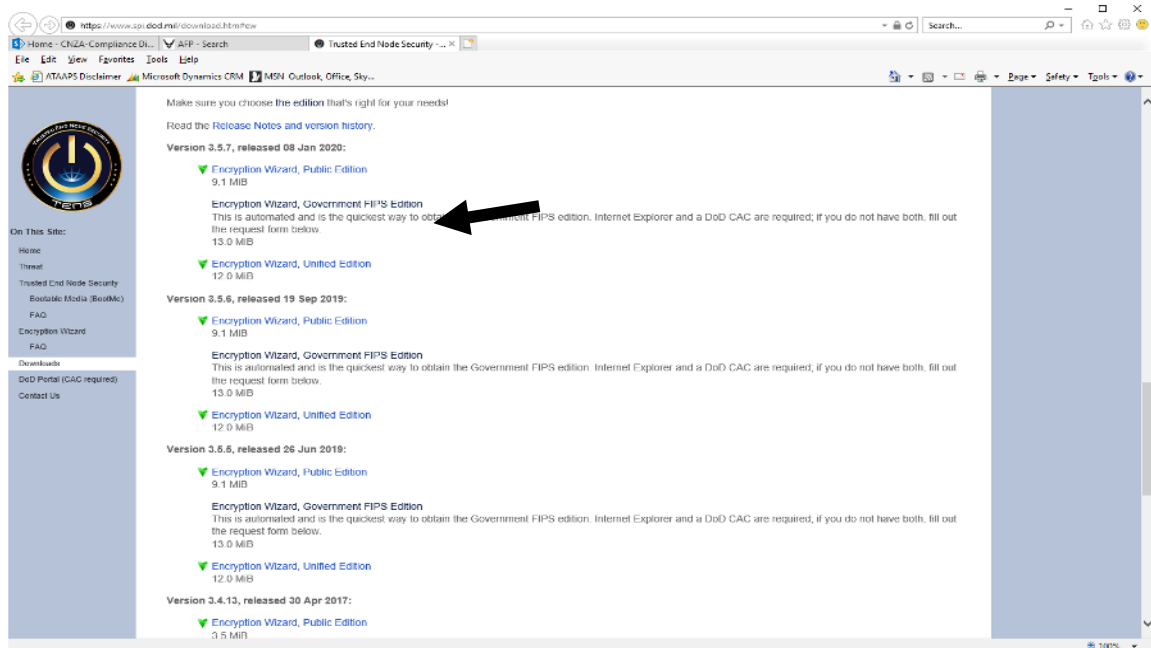 https://www.spi.dod.mil/download.htm#ew
Search...
Home - CNZA-Compliance Di...
AFP - Search
Trusted End Node Security -...
File Edit View Favorites Tools Help
ATAAPS Disclaimer
Microsoft Dynamics CRM
MSN Outlook, Office, Sky...
Page
Safety
Tools
Make sure you choose the edition that's right for your needs!
Read the Release Notes and version history.
Version 3.5.7, released 08 Jan 2020:
Encryption Wizard, Public Edition
9.1 MiB
Encryption Wizard, Government FIPS Edition
This is automated and is the quickest way to FIPS edition. Internet Explorer and a DoD CAC are required; if you do not have both, fill out
the request form below.
13.0 MiB
Encryption Wizard, Unified Edition
12.0 MiB
Version 3.5.6, released 19 Sep 2019:
Encryption Wizard, Public Edition
9.1 MiB
Encryption Wizard, Government FIPS Edition
This is automated and is the quickest way to obtain the Government FIPS edition. Internet Explorer and a DoD CAC are required; if you do not have both, fill out
the request form below.
13.0 MiB
Encryption Wizard, Unified Edition
12.0 MiB
Version 3.5.5, released 26 Jun 2019:
Encryption Wizard, Public Edition
9.1 MiB
Encryption Wizard, Government FIPS Edition
This is automated and is the quickest way to obtain the Government FIPS edition. Internet Explorer and a DoD CAC are required; if you do not have both, fill out
the request form below.
13.0 MiB
Encryption Wizard, Unified Edition
12.0 MiB
Version 3.4.13, released 30 Apr 2017:
Encryption Wizard, Public Edition
3.5 MiB
TRUSTED END NODE SECURITY
TENS
On This Site:
Home
Threat
Trusted End Node Security
Bootable Media (BootMe)
FAQ
Encryption Wizard
FAQ
Downloads
DoD Portal (CAC required)
Contact Us
100%